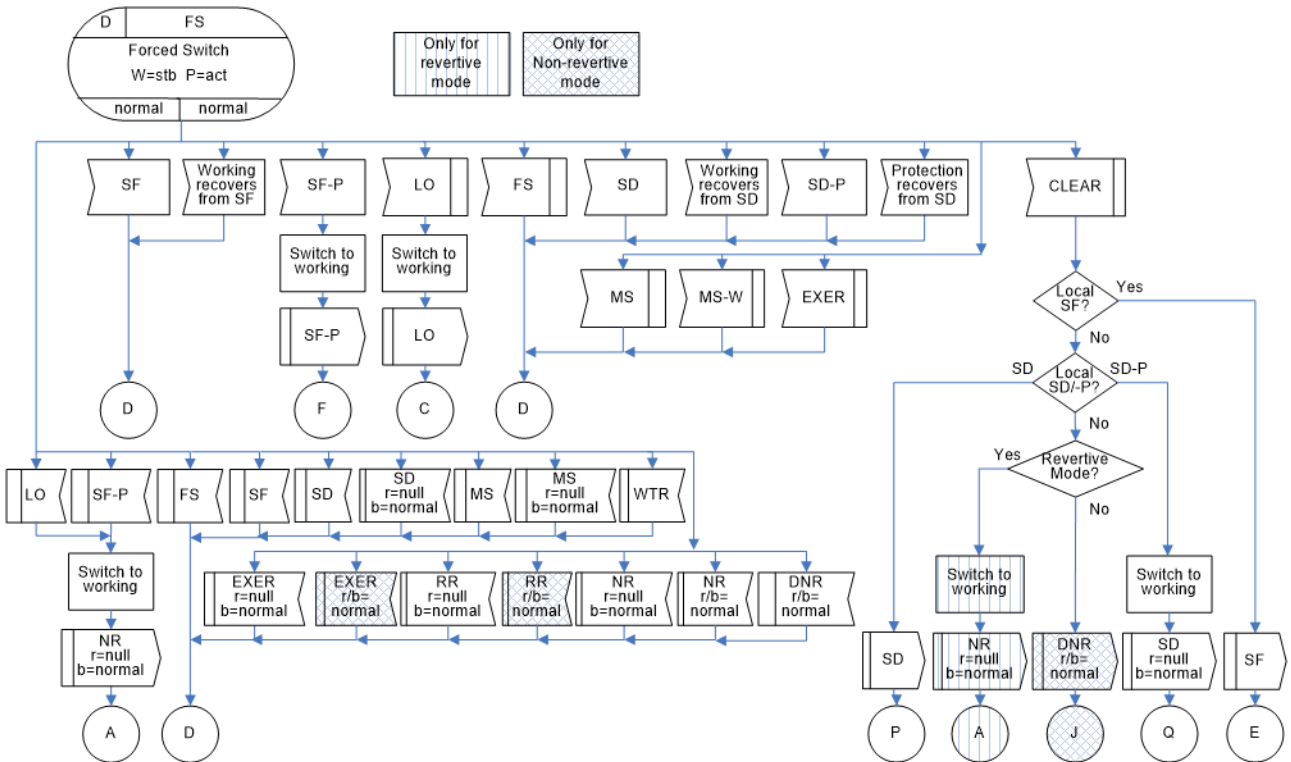 D FS
Forced Switch
W=stb P=act
normal normal
Only for
revertive
mode
Only for
Non-revertive
mode
SF
Working
recovers
from SF
SF-P
LO
FS
SD
Working
recovers
from SD
SD-P
Protection
recovers
from SD
CLEAR
Switch to
working
Switch to
working
MS
MS-W
EXER
SF-P
LO
D
F
C
D
Local
SF?
Yes
No
SD
Local
SD/-P?
SD-P
No
Yes
Revertive
Mode?
No
LO
SF-P
FS
SF
SD
SD
r=null
b=normal
MS
MS
r=null
b=normal
WTR
Switch to
working
EXER
r=null
b=normal
EXER
r/b=
normal
RR
r=null
b=normal
RR
r/b=
normal
NR
r=null
b=normal
NR
r/b=
normal
DNR
r/b=
normal
Switch to
working
Switch to
working
NR
r=null
b=normal
SD
NR
r=null
b=normal
DNR
r/b=
normal
SD
r=null
b=normal
SF
A
D
P
A
J
Q
E